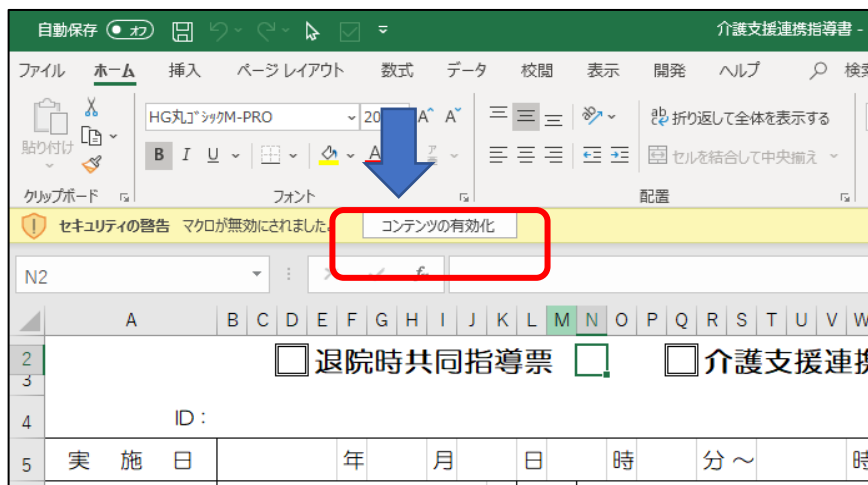 自動保存 オフ 介護支援連携指導書 -
ファイル ホーム 挿入 ページ レイアウト 数式 データ 校閲 表示 開発 ヘルプ 検索
貼り付け HG丸ｺﾞｼｯｸM-PRO 20 A A ab 折り返して全体を表示する
B I U A セルを結合して中央揃え
クリップボード フォント 配置
セキュリティの警告 マクロが無効にされました。 コンテンツの有効化
N2
A B C D E F G H I J K L M N O P Q R S T U V W
2 退院時共同指導票 介護支援連携
3
4 ID：
5 実 施 日 年 月 日 時 分～ 時